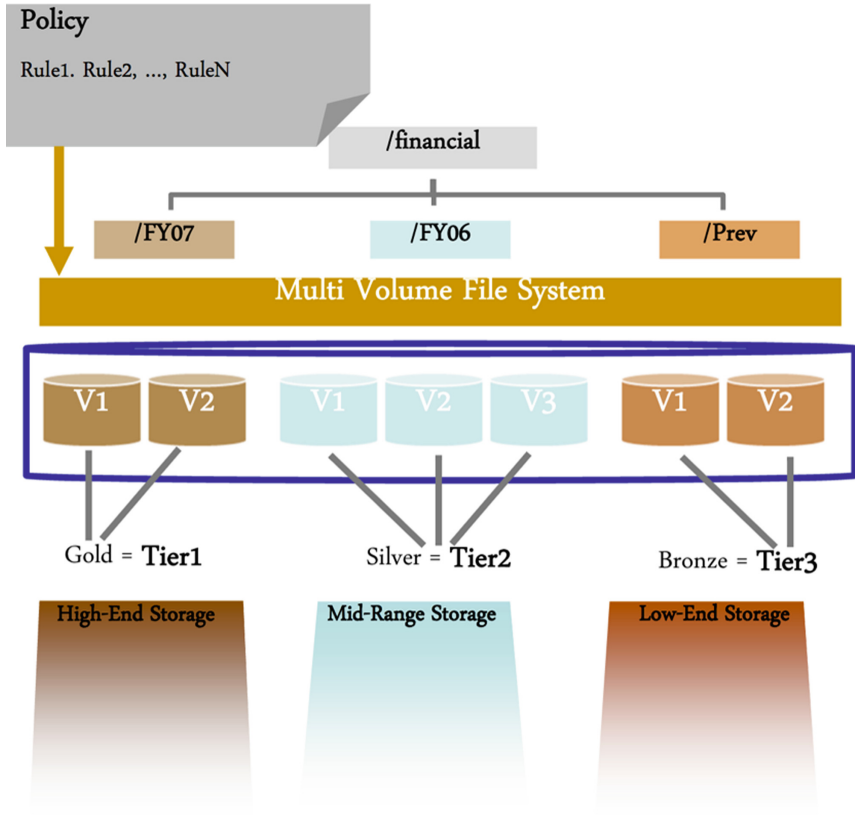 Policy
Rule1. Rule2, ..., RuleN
/financial
/FY07 /FY06 /Prev
Multi Volume File System
V1 V2 V1 V2 V3 V1 V2
Gold = Tier1 Silver = Tier2 Bronze = Tier3
High-End Storage Mid-Range Storage Low-End Storage